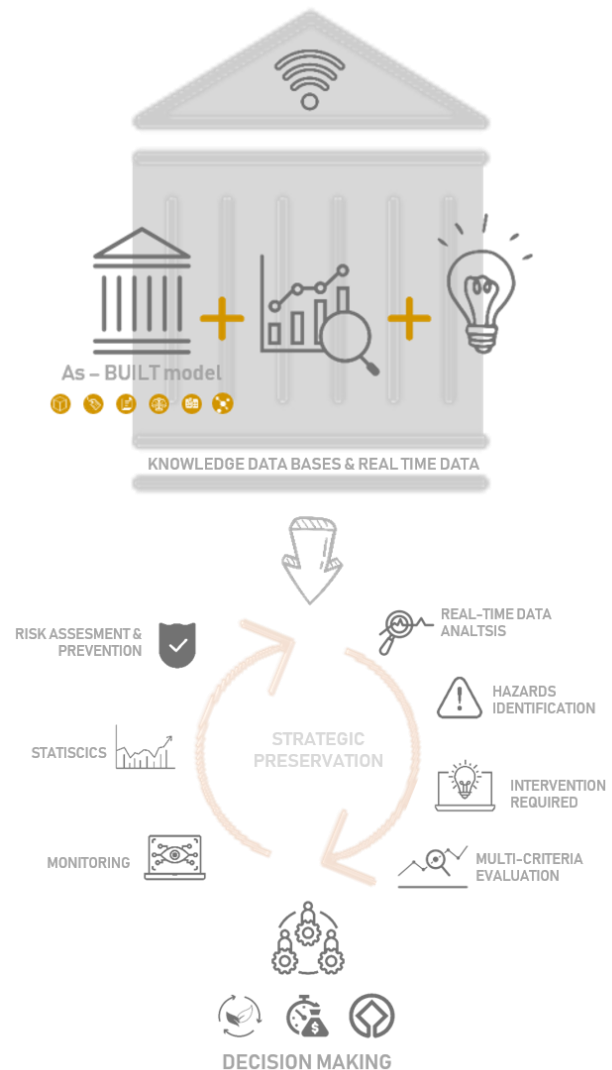 As – BUILT model
KNOWLEDGE DATA BASES & REAL TIME DATA
RISK ASSESMENT &
PREVENTION
REAL-TIME DATA
ANALTSIS
HAZARDS
IDENTIFICATION
STATISCICS
STRATEGIC
PRESERVATION
INTERVENTION
REQUIRED
MONITORING
MULTI-CRITERIA
EVALUATION
$
DECISION MAKING